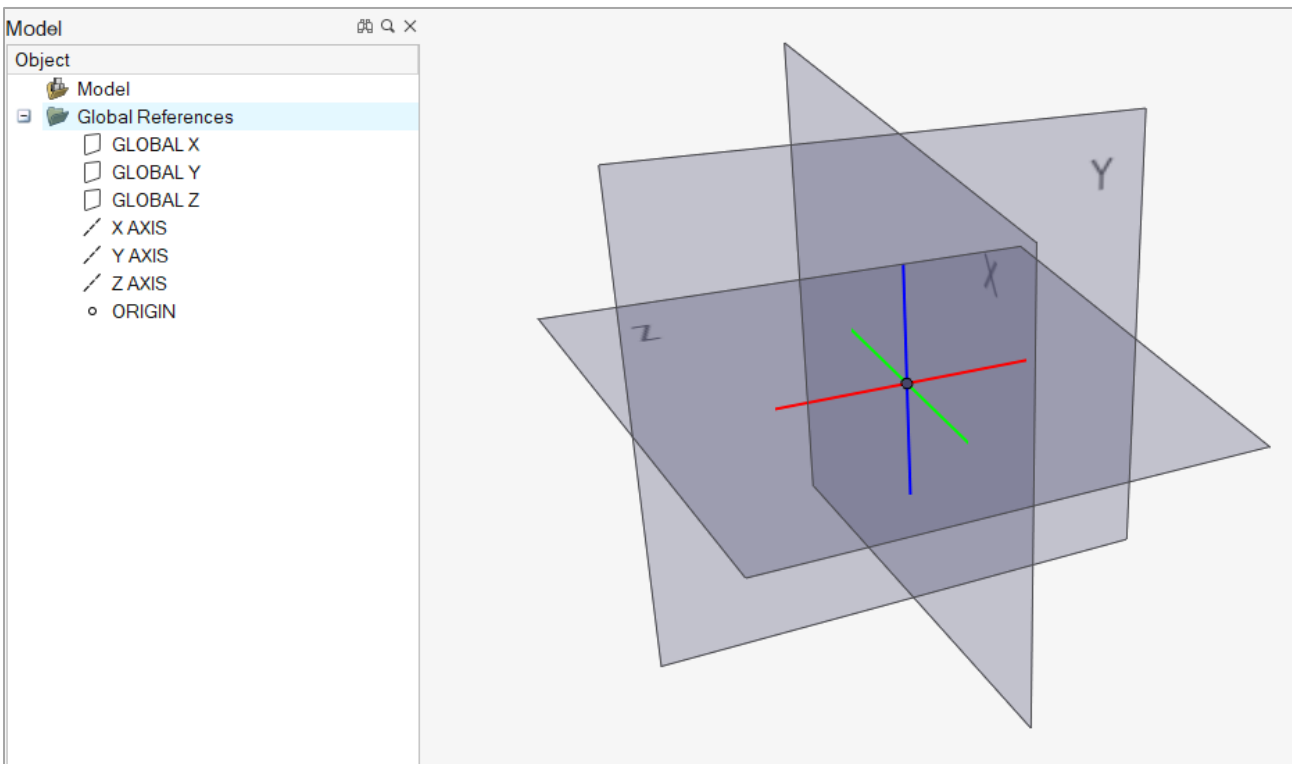 Model
Object
Model
Global References
GLOBAL X
GLOBAL Y
GLOBAL Z
X AXIS
Y AXIS
Z AXIS
ORIGIN
Y
X
Z